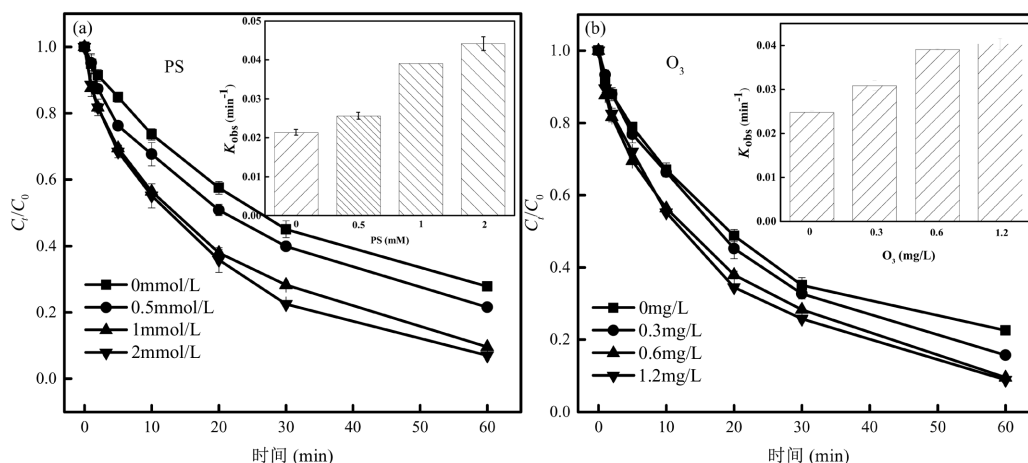 (a)
PS
C_t/C_0
1.0
0.8
0.6
0.4
0.2
0.0
0mmol/L
0.5mmol/L
1mmol/L
2mmol/L
0 10 20 30 40 50 60
时间 (min)
K_obs (min⁻¹)
0.05
0.04
0.03
0.02
0.01
0.00
0 0.5 1 2
PS (mM)
(b)
O₃
C_t/C_0
1.0
0.8
0.6
0.4
0.2
0.0
0mg/L
0.3mg/L
0.6mg/L
1.2mg/L
0 10 20 30 40 50 60
时间 (min)
K_obs (min⁻¹)
0.04
0.03
0.02
0.01
0.00
0 0.3 0.6 1.2
O₃ (mg/L)